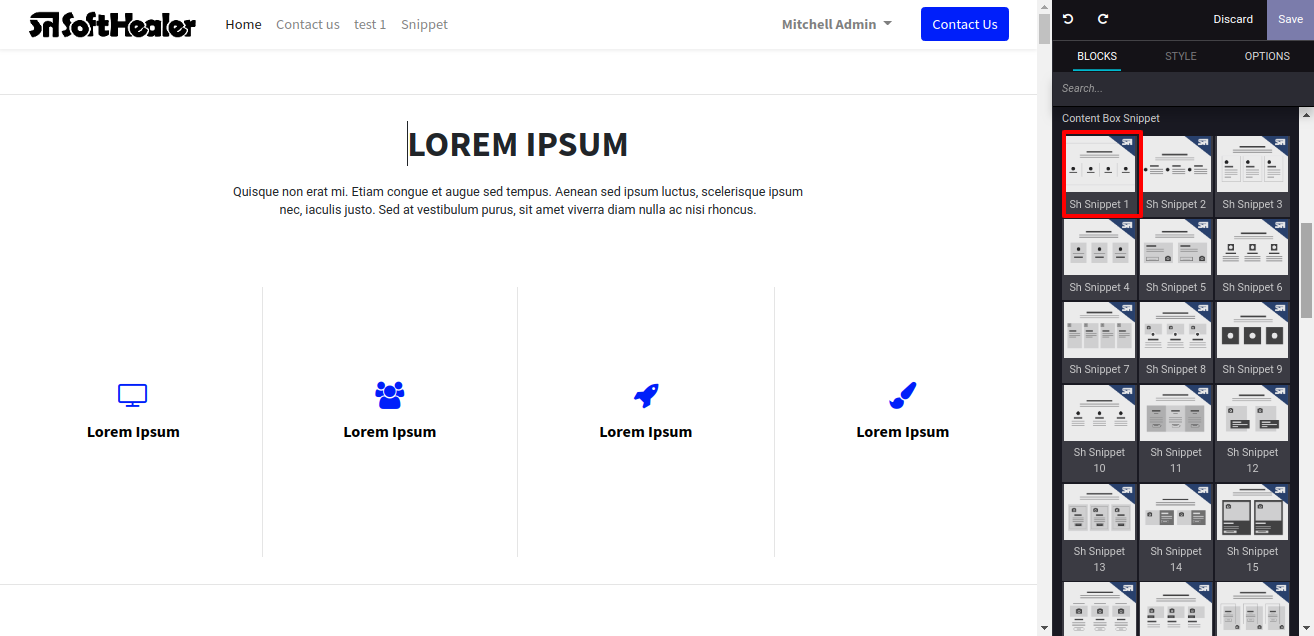 SoftHealer
Home
Contact us
test 1
Snippet
Mitchell Admin
Contact Us
Discard
Save
BLOCKS
STYLE
OPTIONS
Search...
LOREM IPSUM
Quisque non erat mi. Etiam congue et augue sed tempus. Aenean sed ipsum luctus, scelerisque ipsum
nec, iaculis justo. Sed at vestibulum purus, sit amet viverra diam nulla ac nisi rhoncus.
Lorem Ipsum
Lorem Ipsum
Lorem Ipsum
Lorem Ipsum
Content Box Snippet
Sh Snippet 1
Sh Snippet 2
Sh Snippet 3
Sh Snippet 4
Sh Snippet 5
Sh Snippet 6
Sh Snippet 7
Sh Snippet 8
Sh Snippet 9
Sh Snippet
10
Sh Snippet
11
Sh Snippet
12
Sh Snippet
13
Sh Snippet
14
Sh Snippet
15